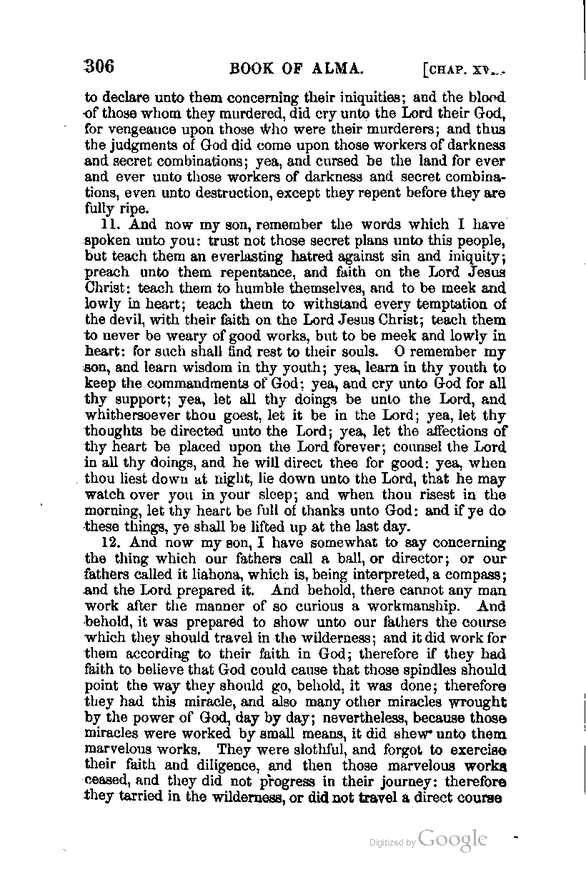 306 BOOK OF ALMA. [CHAP. XV
to declare unto them concerning their iniquities; and the blood
of those whom they murdered, did cry unto the Lord their God,
for vengeance upon those who were their murderers; and thus
the judgments of God did come upon those workers of darkness
and secret combinations; yea, and cursed be the land for ever
and ever unto those workers of darkness and secret combina-
tions, even unto destruction, except they repent before they are
fully ripe.
11. And now my son, remember the words which I have
spoken unto you: trust not those secret plans unto this people,
but teach them an everlasting hatred against sin and iniquity;
preach unto them repentance, and faith on the Lord Jesus
Christ: teach them to humble themselves, and to be meek and
lowly in heart; teach them to withstand every temptation of
the devil, with their faith on the Lord Jesus Christ; teach them
to never be weary of good works, but to be meek and lowly in
heart: for such shall find rest to their souls. O remember my
son, and learn wisdom in thy youth; yea, learn in thy youth to
keep the commandments of God; yea, and cry unto God for all
thy support; yea, let all thy doings be unto the Lord, and
whithersoever thou goest, let it be in the Lord; yea, let thy
thoughts be directed unto the Lord; yea, let the affections of
thy heart be placed upon the Lord forever; counsel the Lord
in all thy doings, and he will direct thee for good: yea, when
thou liest down at night, lie down unto the Lord, that he may
watch over you in your sleep; and when thou risest in the
morning, let thy heart be full of thanks unto God: and if ye do
these things, ye shall be lifted up at the last day.
12. And now my son, I have somewhat to say concerning
the thing which our fathers call a ball, or director; or our
fathers called it liahona, which is, being interpreted, a compass;
and the Lord prepared it. And behold, there cannot any man
work after the manner of so curious a workmanship. And
behold, it was prepared to show unto our fathers the course
which they should travel in the wilderness; and it did work for
them according to their faith in God; therefore if they had
faith to believe that God could cause that those spindles should
point the way they should go, behold, it was done; therefore
they had this miracle, and also many other miracles wrought
by the power of God, day by day; nevertheless, because those
miracles were worked by small means, it did shew unto them
marvelous works. They were slothful, and forgot to exercise
their faith and diligence, and then those marvelous works
ceased, and they did not progress in their journey: therefore
they tarried in the wilderness, or did not travel a direct course
Digitized by Google